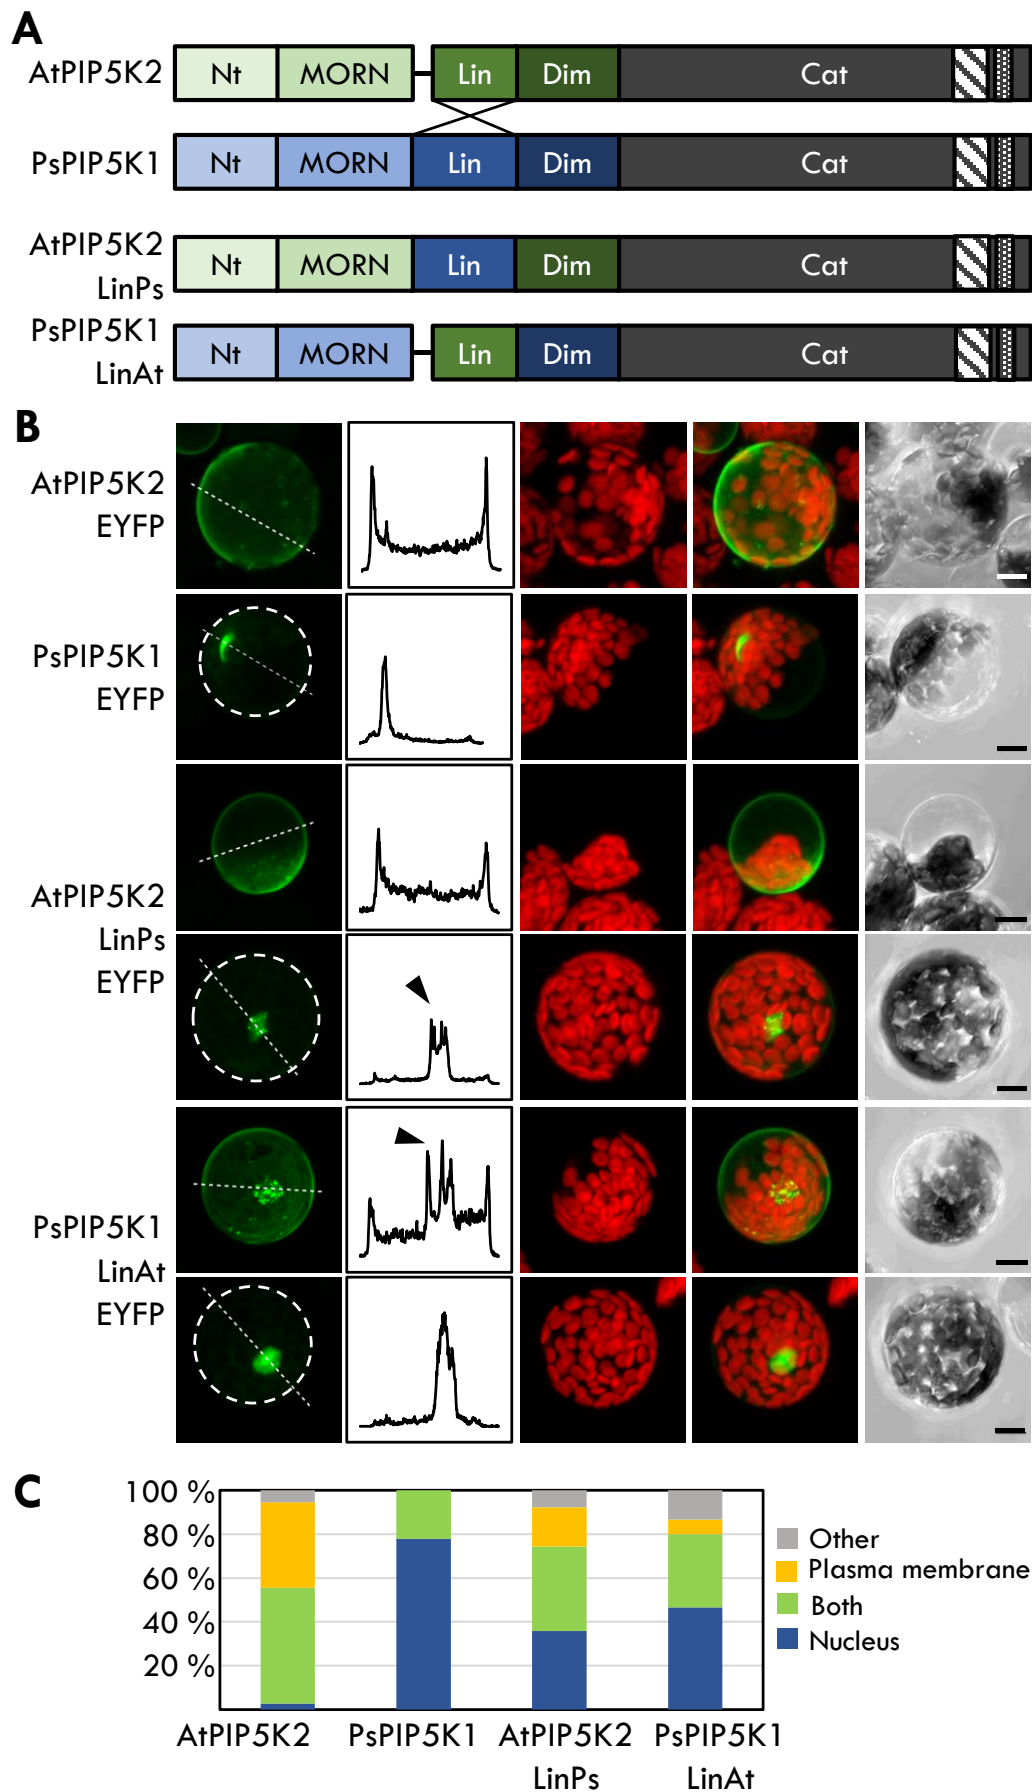 A
AtPIP5K2
Nt MORN Lin Dim Cat
PsPIP5K1
Nt MORN Lin Dim Cat
AtPIP5K2
LinPs
Nt MORN Lin Dim Cat
PsPIP5K1
LinAt
Nt MORN Lin Dim Cat
B
AtPIP5K2
EYFP
PsPIP5K1
EYFP
AtPIP5K2
LinPs
EYFP
PsPIP5K1
LinAt
EYFP
C
100 %
80 %
60 %
40 %
20 %
Other
Plasma membrane
Both
Nucleus
AtPIP5K2 PsPIP5K1 AtPIP5K2 PsPIP5K1
LinPs LinAt